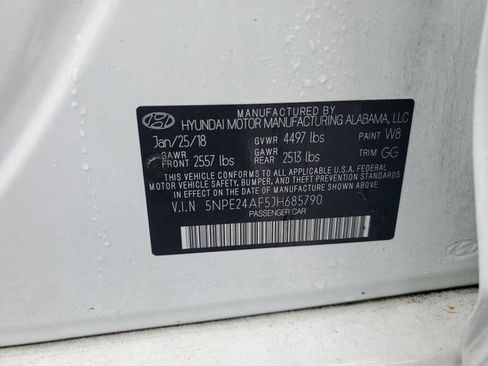 MANUFACTURED BY
HYUNDAI MOTOR MANUFACTURING ALABAMA, LLC
Jan/25/18 GVWR 4497 lbs PAINT W8
GAWR FRONT 2557 lbs GAWR REAR 2513 lbs TRIM GG
THIS VEHICLE CONFORMS TO ALL APPLICABLE U.S.A FEDERAL
MOTOR VEHICLE SAFETY, BUMPER, AND THEFT PREVENTION STANDARDS
IN EFFECT ON THE DATE OF MANUFACTURE SHOWN ABOVE.
V.I.N 5NPE24AF5JH685790
PASSENGER CAR